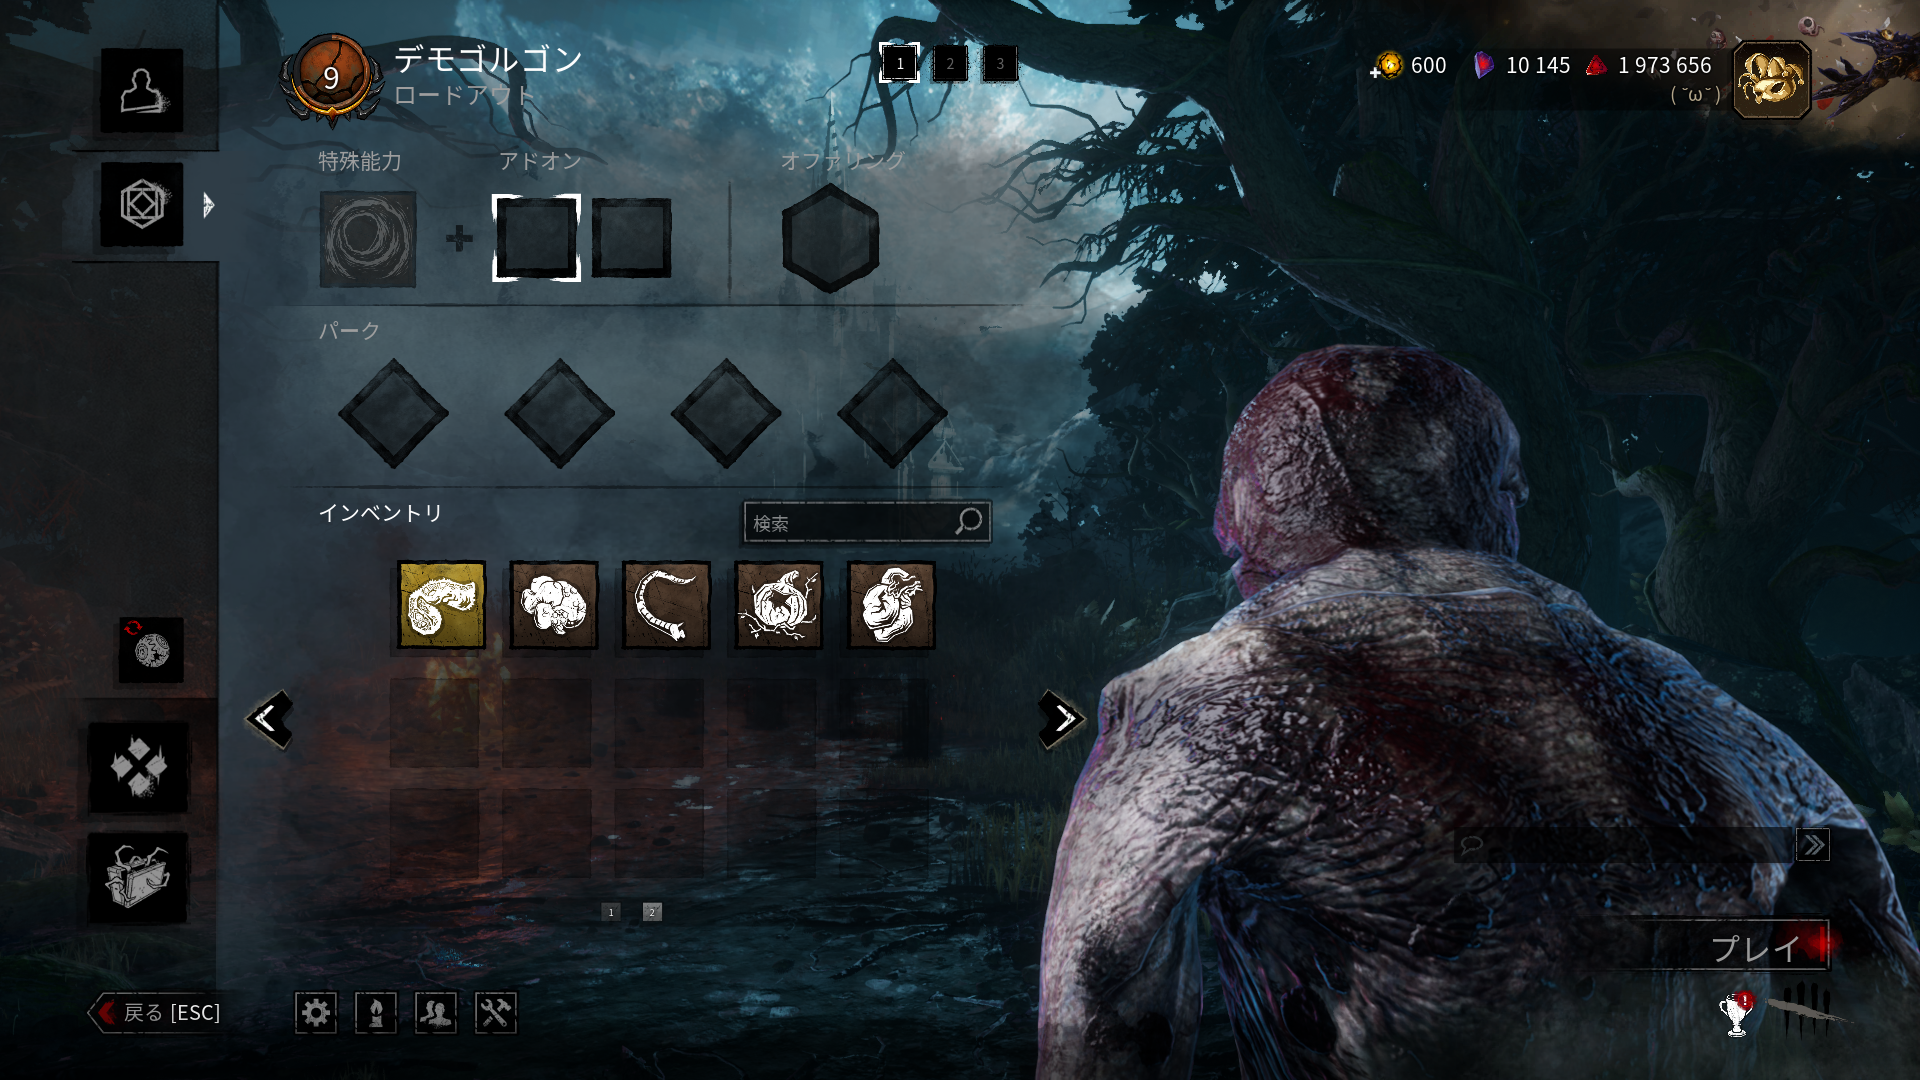 9
デモゴルゴン
ロードアウト
1
2
3
600
10 145
1 973 656
( ˘ω˘ )
特殊能力
アドオン
オファリング
パーク
インベントリ
検索
1
2
プレイ
戻る [ESC]